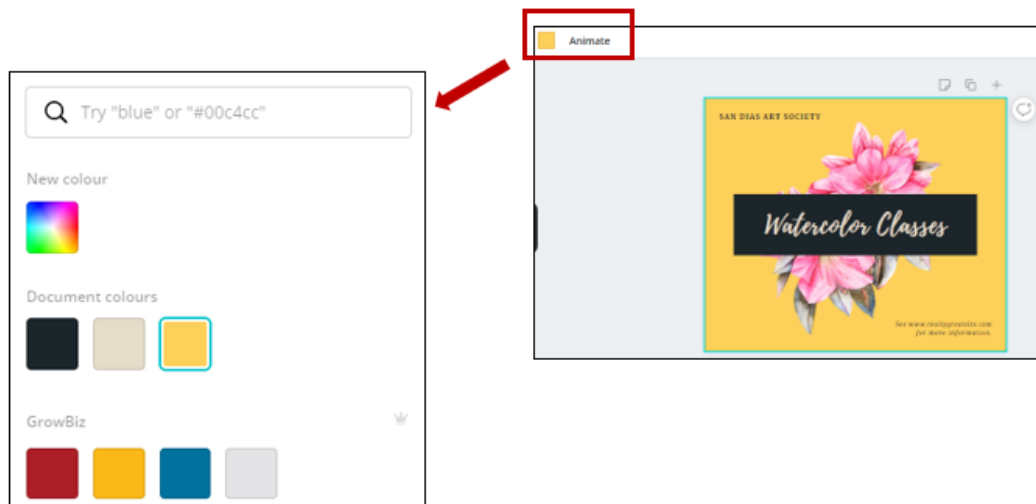 Animate
Try "blue" or "#00c4cc"
New colour
Document colours
GrowBiz
SAN DIAS ART SOCIETY
Watercolor Classes
See www.reallygreatsite.com
for more information.